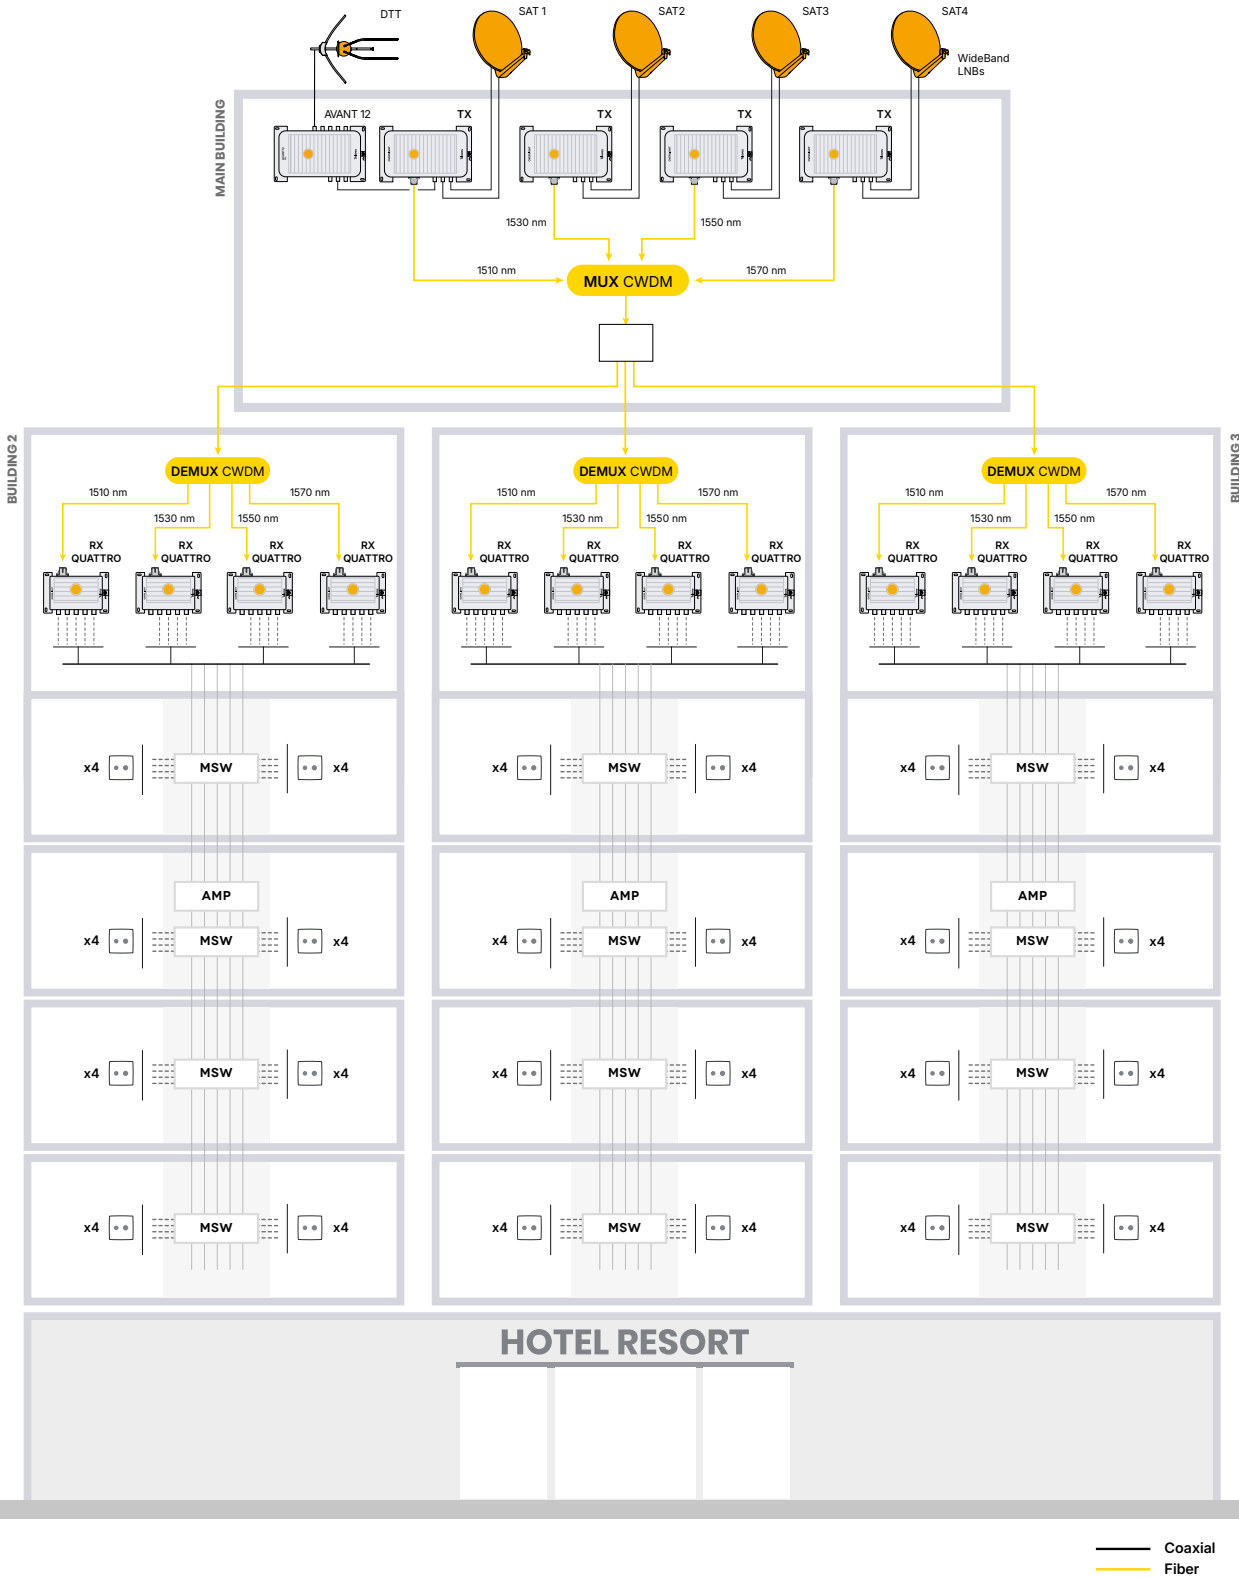 DTT
SAT 1
SAT2
SAT3
SAT4
WideBand
LNBs
MAIN BUILDING
AVANT 12
TX
TX
TX
TX
1530 nm
1550 nm
1510 nm
1570 nm
MUX CWDM
BUILDING 2
BUILDING 3
DEMUX CWDM
DEMUX CWDM
DEMUX CWDM
1510 nm
1570 nm
1510 nm
1570 nm
1510 nm
1570 nm
1530 nm
1550 nm
1530 nm
1550 nm
1530 nm
1550 nm
RX
QUATTRO
RX
QUATTRO
RX
QUATTRO
RX
QUATTRO
RX
QUATTRO
RX
QUATTRO
RX
QUATTRO
RX
QUATTRO
RX
QUATTRO
RX
QUATTRO
RX
QUATTRO
RX
QUATTRO
x4 MSW x4
x4 MSW x4
x4 MSW x4
AMP
AMP
AMP
x4 MSW x4
x4 MSW x4
x4 MSW x4
x4 MSW x4
x4 MSW x4
x4 MSW x4
x4 MSW x4
x4 MSW x4
x4 MSW x4
HOTEL RESORT
Coaxial
Fiber